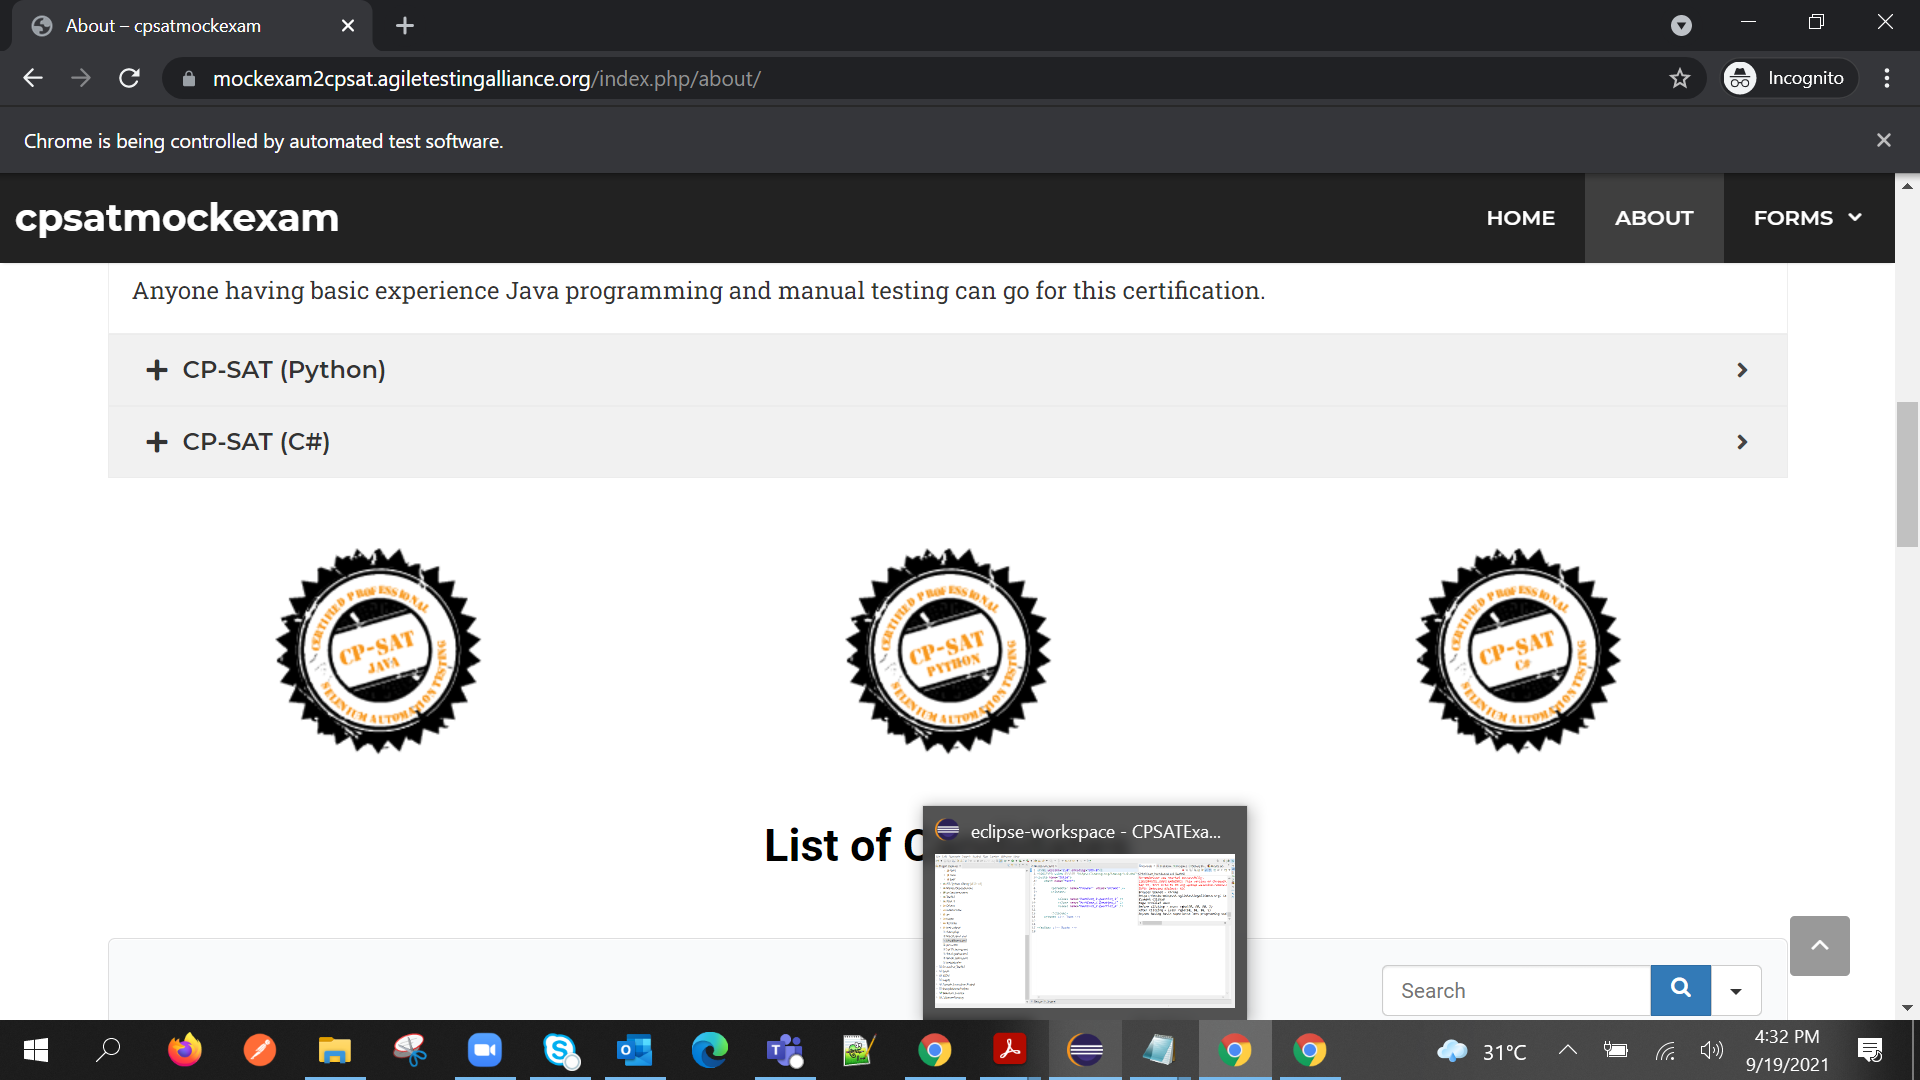 About – cpsatmockexam
mockexam2cpsat.agiletestingalliance.org/index.php/about/
Incognito
Chrome is being controlled by automated test software.
cpsatmockexam
HOME
ABOUT
FORMS
Anyone having basic experience Java programming and manual testing can go for this certification.
CP-SAT (Python)
CP-SAT (C#)
CERTIFIED PROFESSIONAL
CP-SAT
JAVA
SELENIUM AUTOMATION TESTING
CERTIFIED PROFESSIONAL
CP-SAT
PYTHON
SELENIUM AUTOMATION TESTING
CERTIFIED PROFESSIONAL
CP-SAT
C#
SELENIUM AUTOMATION TESTING
List of
eclipse-workspace - CPSATExa...
Search
31°C
4:32 PM
9/19/2021